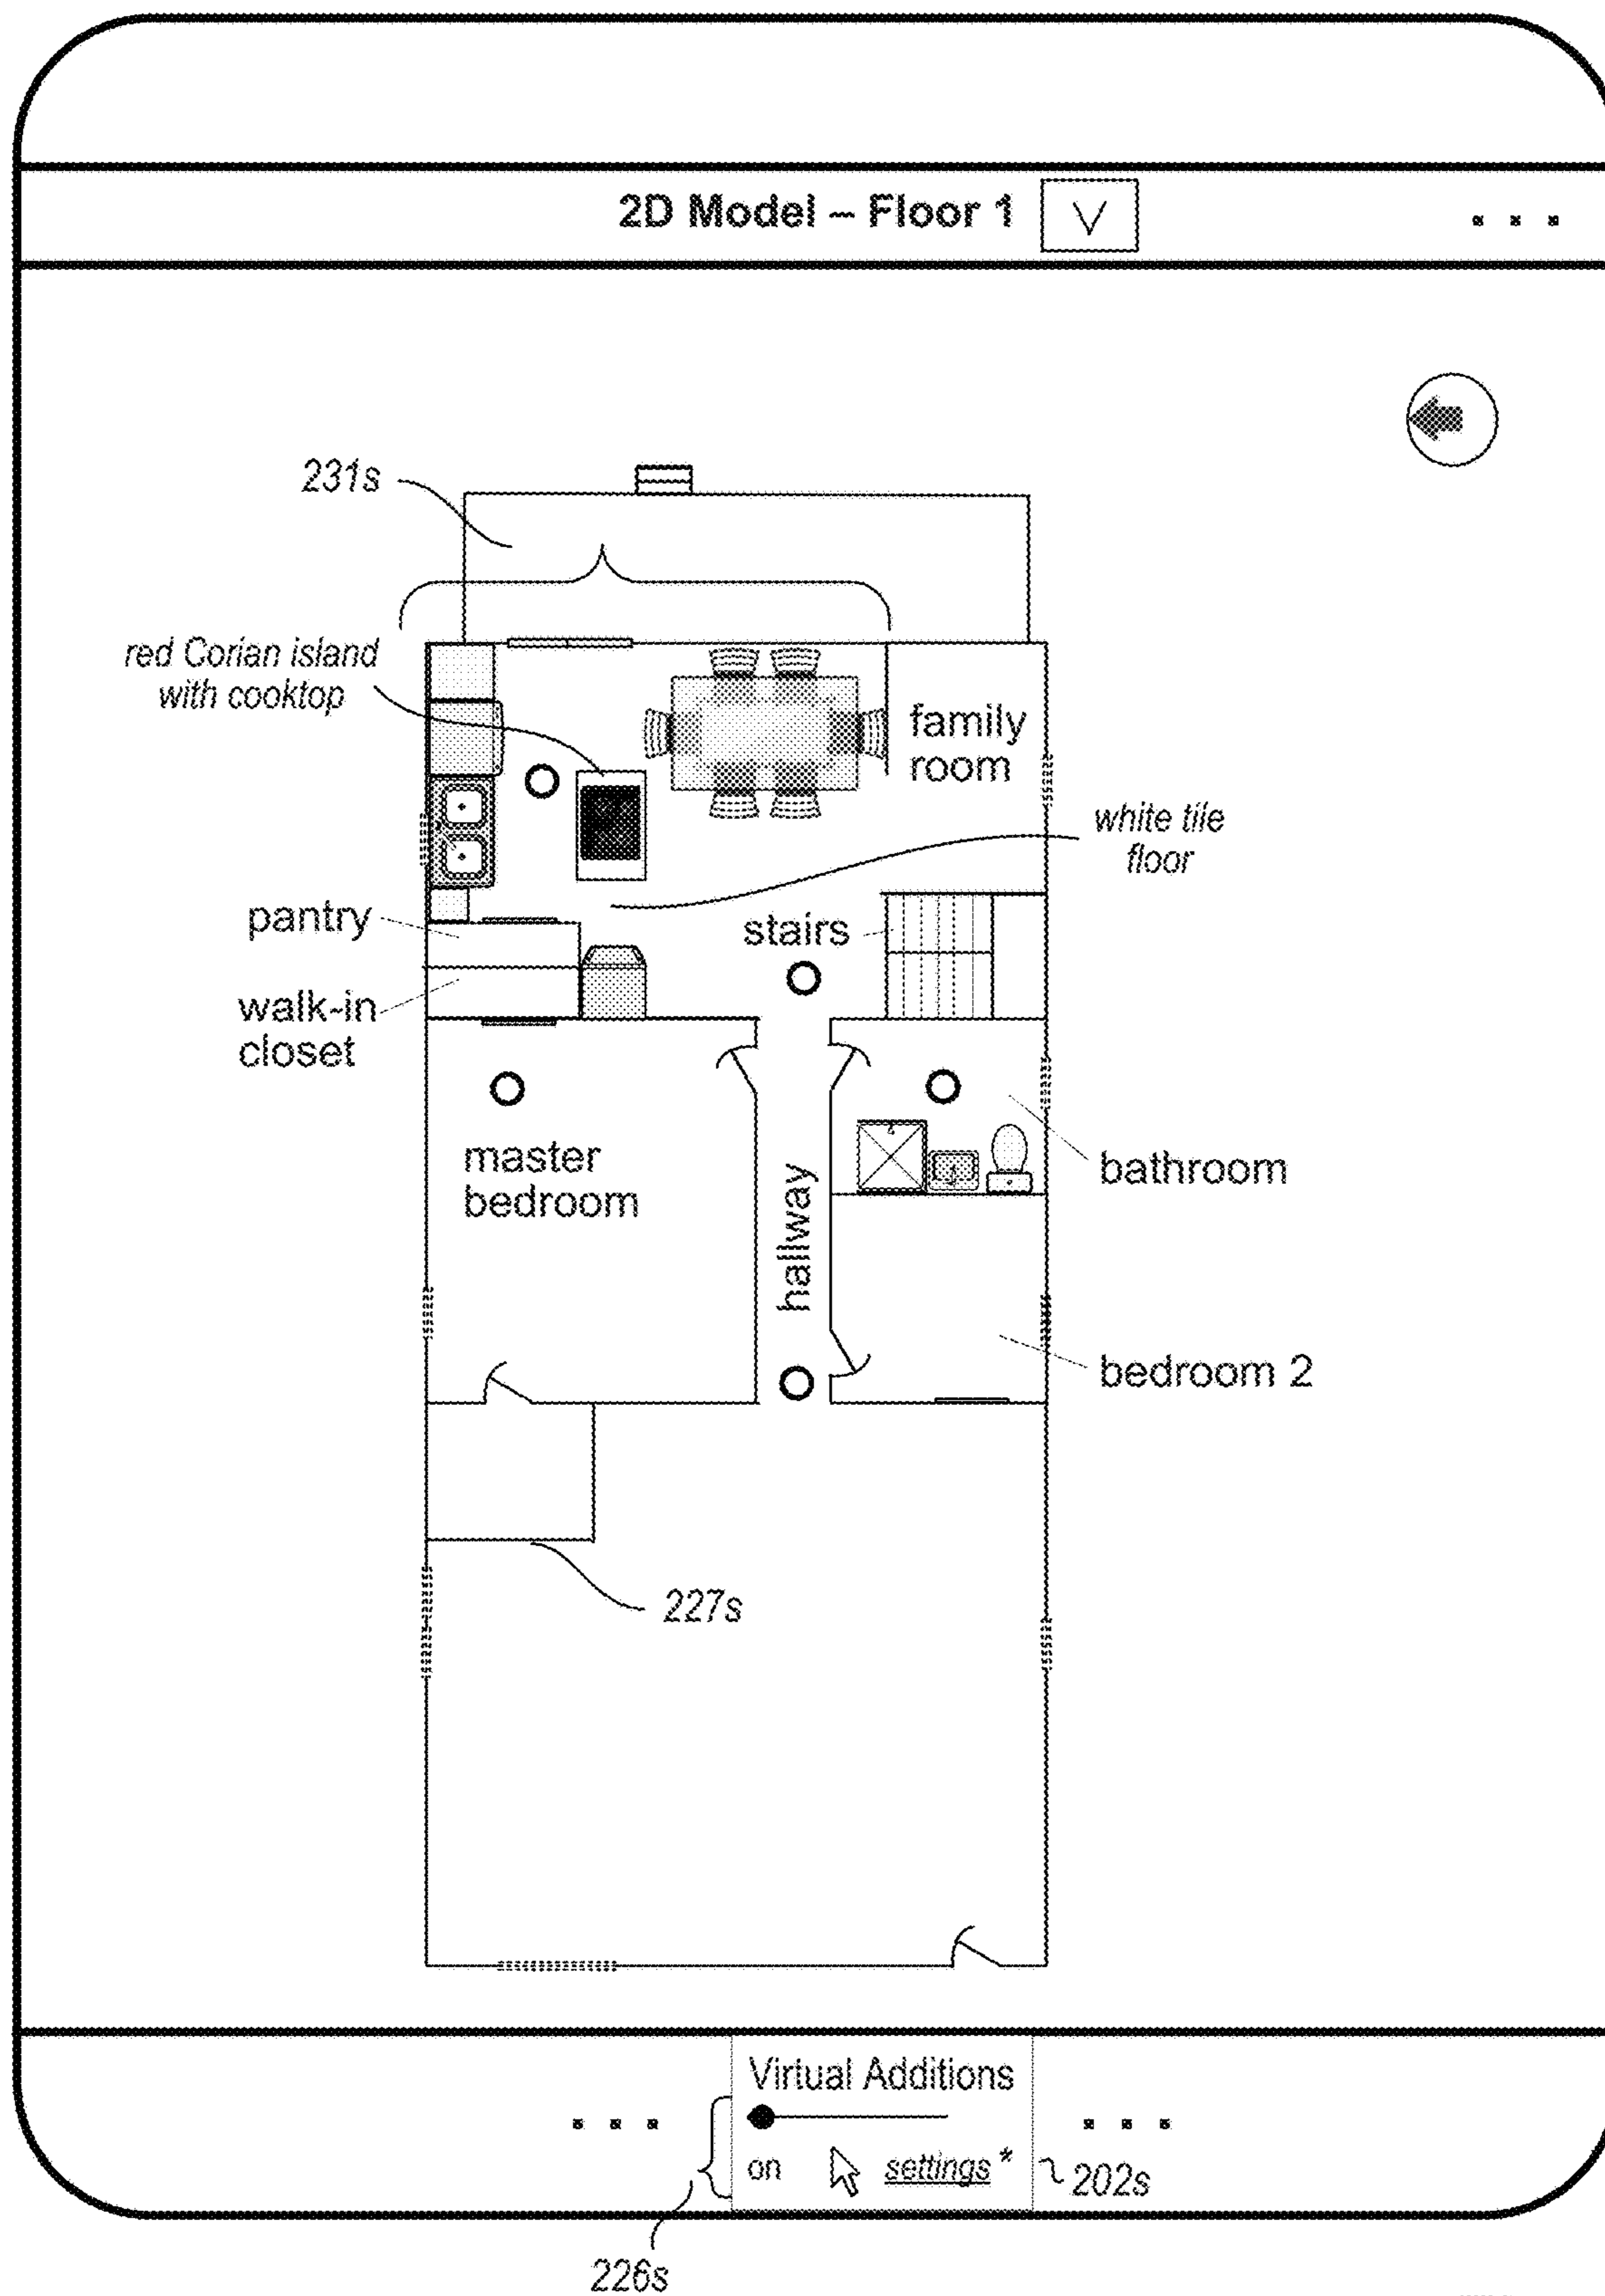 2D Model – Floor 1
V
. . .
231s
red Corian island
with cooktop
family
room
white tile
floor
pantry
stairs
walk-in
closet
master
bedroom
hallway
bathroom
bedroom 2
227s
Virtual Additions
. . .
. . .
on
settings*
202s
226s